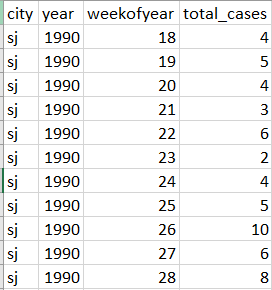 city year weekofyear total_cases
sj 1990 18 4
sj 1990 19 5
sj 1990 20 4
sj 1990 21 3
sj 1990 22 6
sj 1990 23 2
sj 1990 24 4
sj 1990 25 5
sj 1990 26 10
sj 1990 27 6
sj 1990 28 8